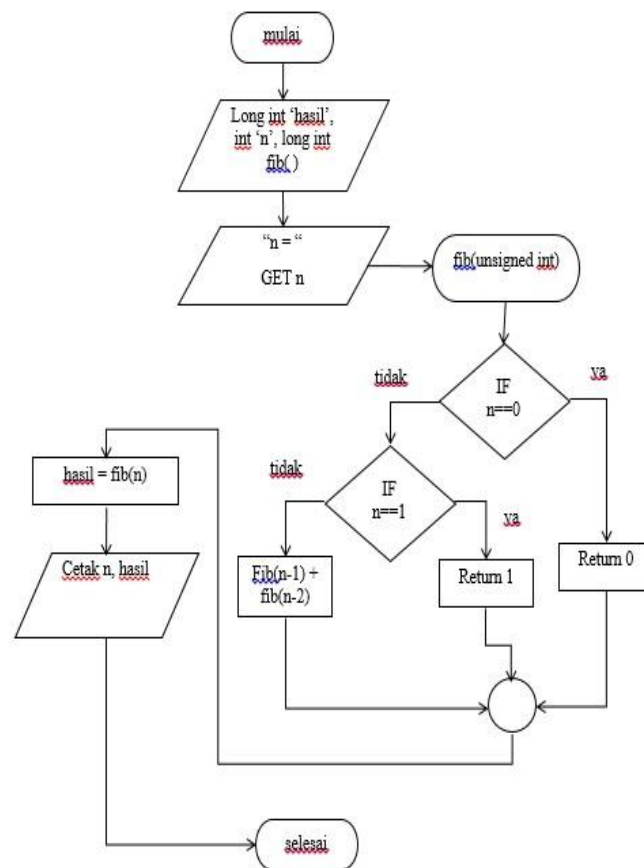 mulai
Long int ‘hasil’,
int ‘n’, long int
fib( )
“n = “
GET n
fib(unsigned int)
IF
n==0
tidak
ya
IF
n==1
tidak
ya
hasil = fib(n)
Cetak n, hasil
Fib(n-1) +
fib(n-2)
Return 1
Return 0
selesai